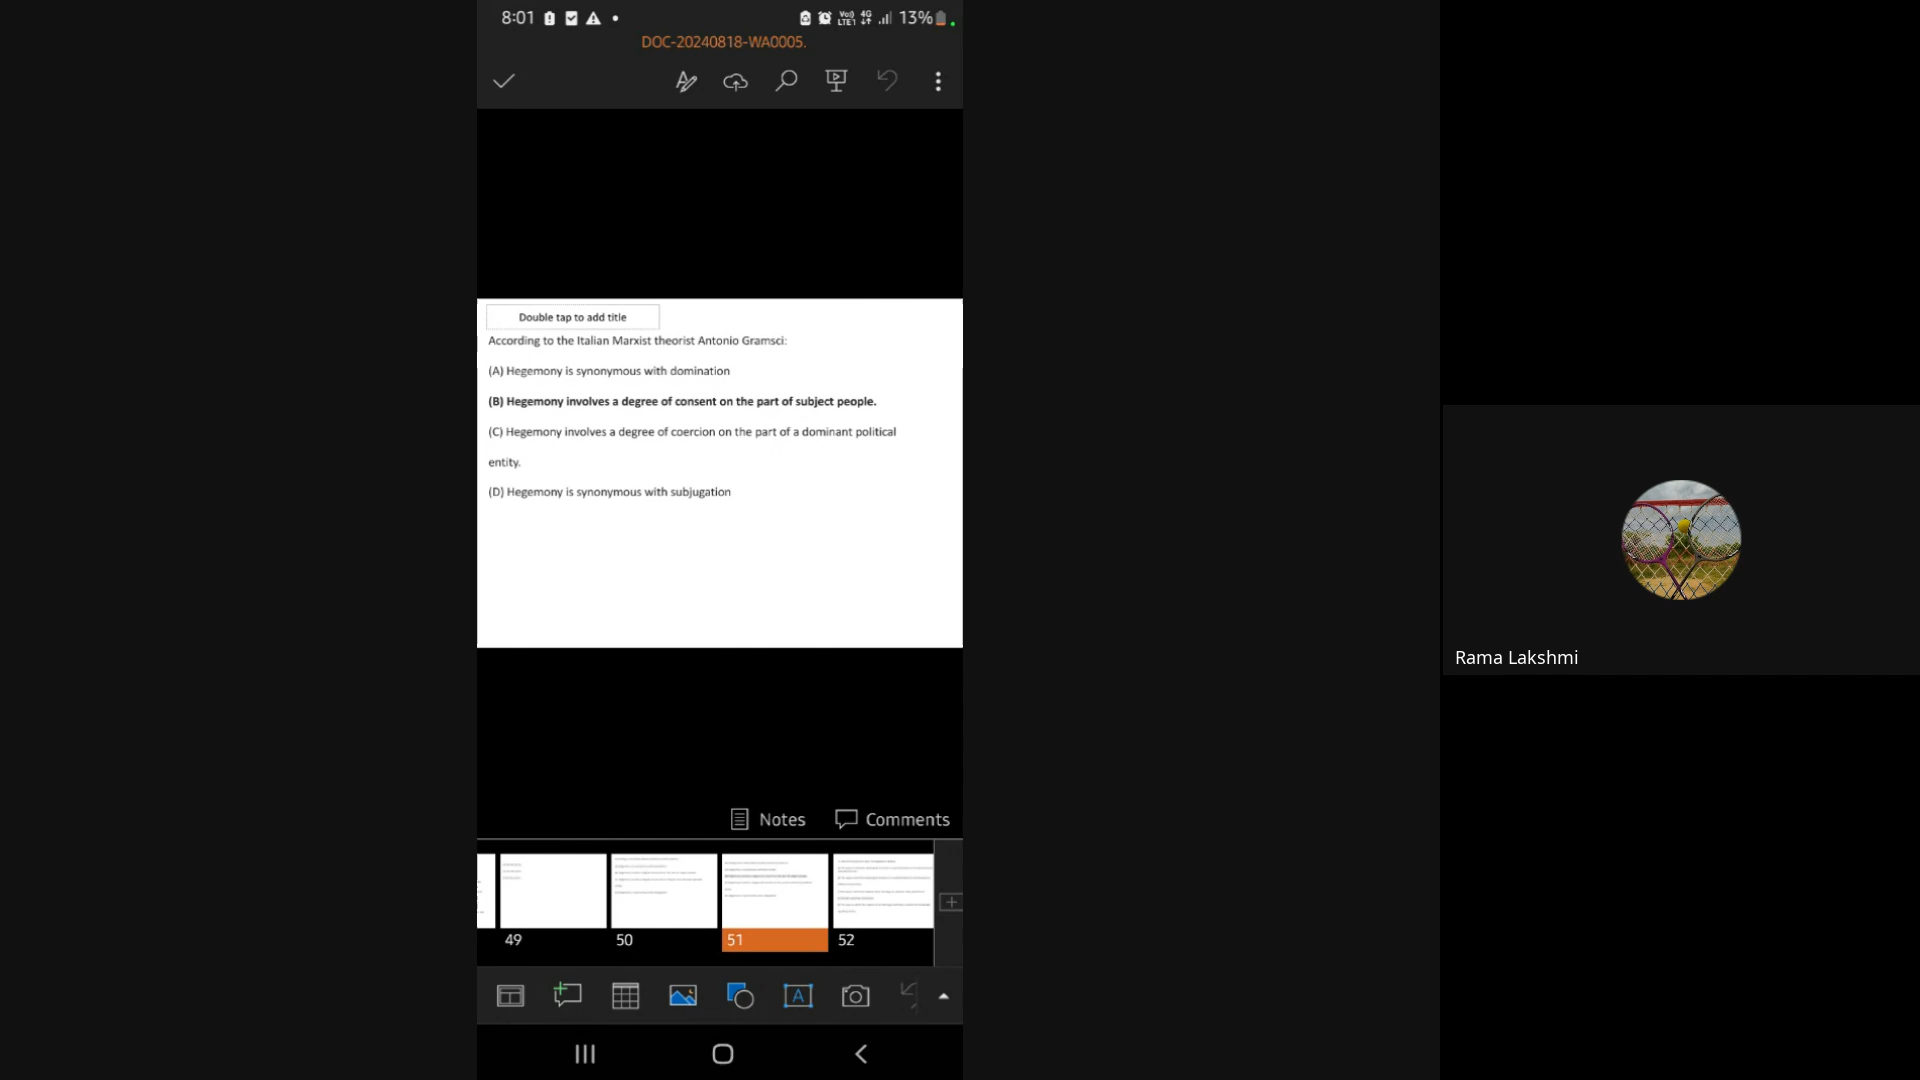 8:01
Vo)) LTE1 4G 13%
DOC-20240818-WA0005.
Double tap to add title
According to the Italian Marxist theorist Antonio Gramsci:
(A) Hegemony is synonymous with domination
(B) Hegemony involves a degree of consent on the part of subject people.
(C) Hegemony involves a degree of coercion on the part of a dominant political
entity.
(D) Hegemony is synonymous with subjugation
Rama Lakshmi
Notes Comments
49 50 51 52